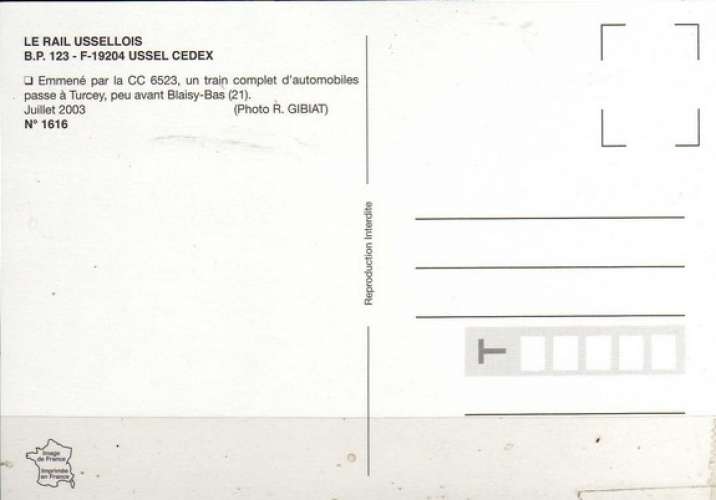 LE RAIL USSELLOIS
B.P. 123 - F-19204 USSEL CEDEX
❏ Emmené par la CC 6523, un train complet d'automobiles
passe à Turcey, peu avant Blaisy-Bas (21).
Juillet 2003 (Photo R. GIBIAT)
N° 1616
Reproduction Interdite
T
Image
de France
Imprimée
en France